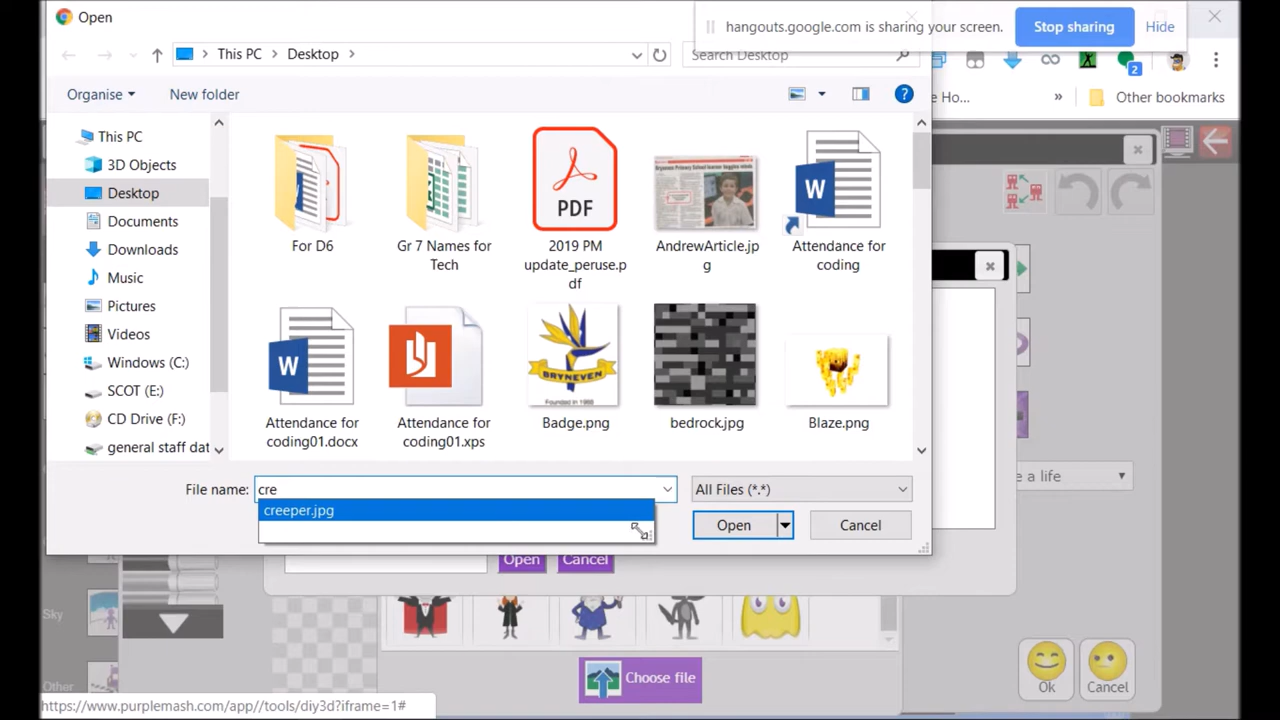 Open
hangouts.google.com is sharing your screen.
Stop sharing
Hide
This PC
Desktop
Search Desktop
2
Organise
New folder
?
e Ho...
»
Other bookmarks
This PC
3D Objects
Desktop
Documents
Downloads
Music
Pictures
Videos
Windows (C:)
SCOT (E:)
CD Drive (F:)
general staff dat
For D6
Gr 7 Names for
Tech
PDF
2019 PM
update_peruse.p
df
AndrewArticle.jp
g
W
Attendance for
coding
W
Attendance for
coding01.docx
Attendance for
coding01.xps
BRYNEVEN
Badge.png
bedrock.jpg
Blaze.png
File name:
cre
All Files (*.*)
creeper.jpg
Open
Cancel
e a life
Open
Cancel
Sky
Other
Choose file
Ok
Cancel
https://www.purplemash.com/app//tools/diy3d?iframe=1#